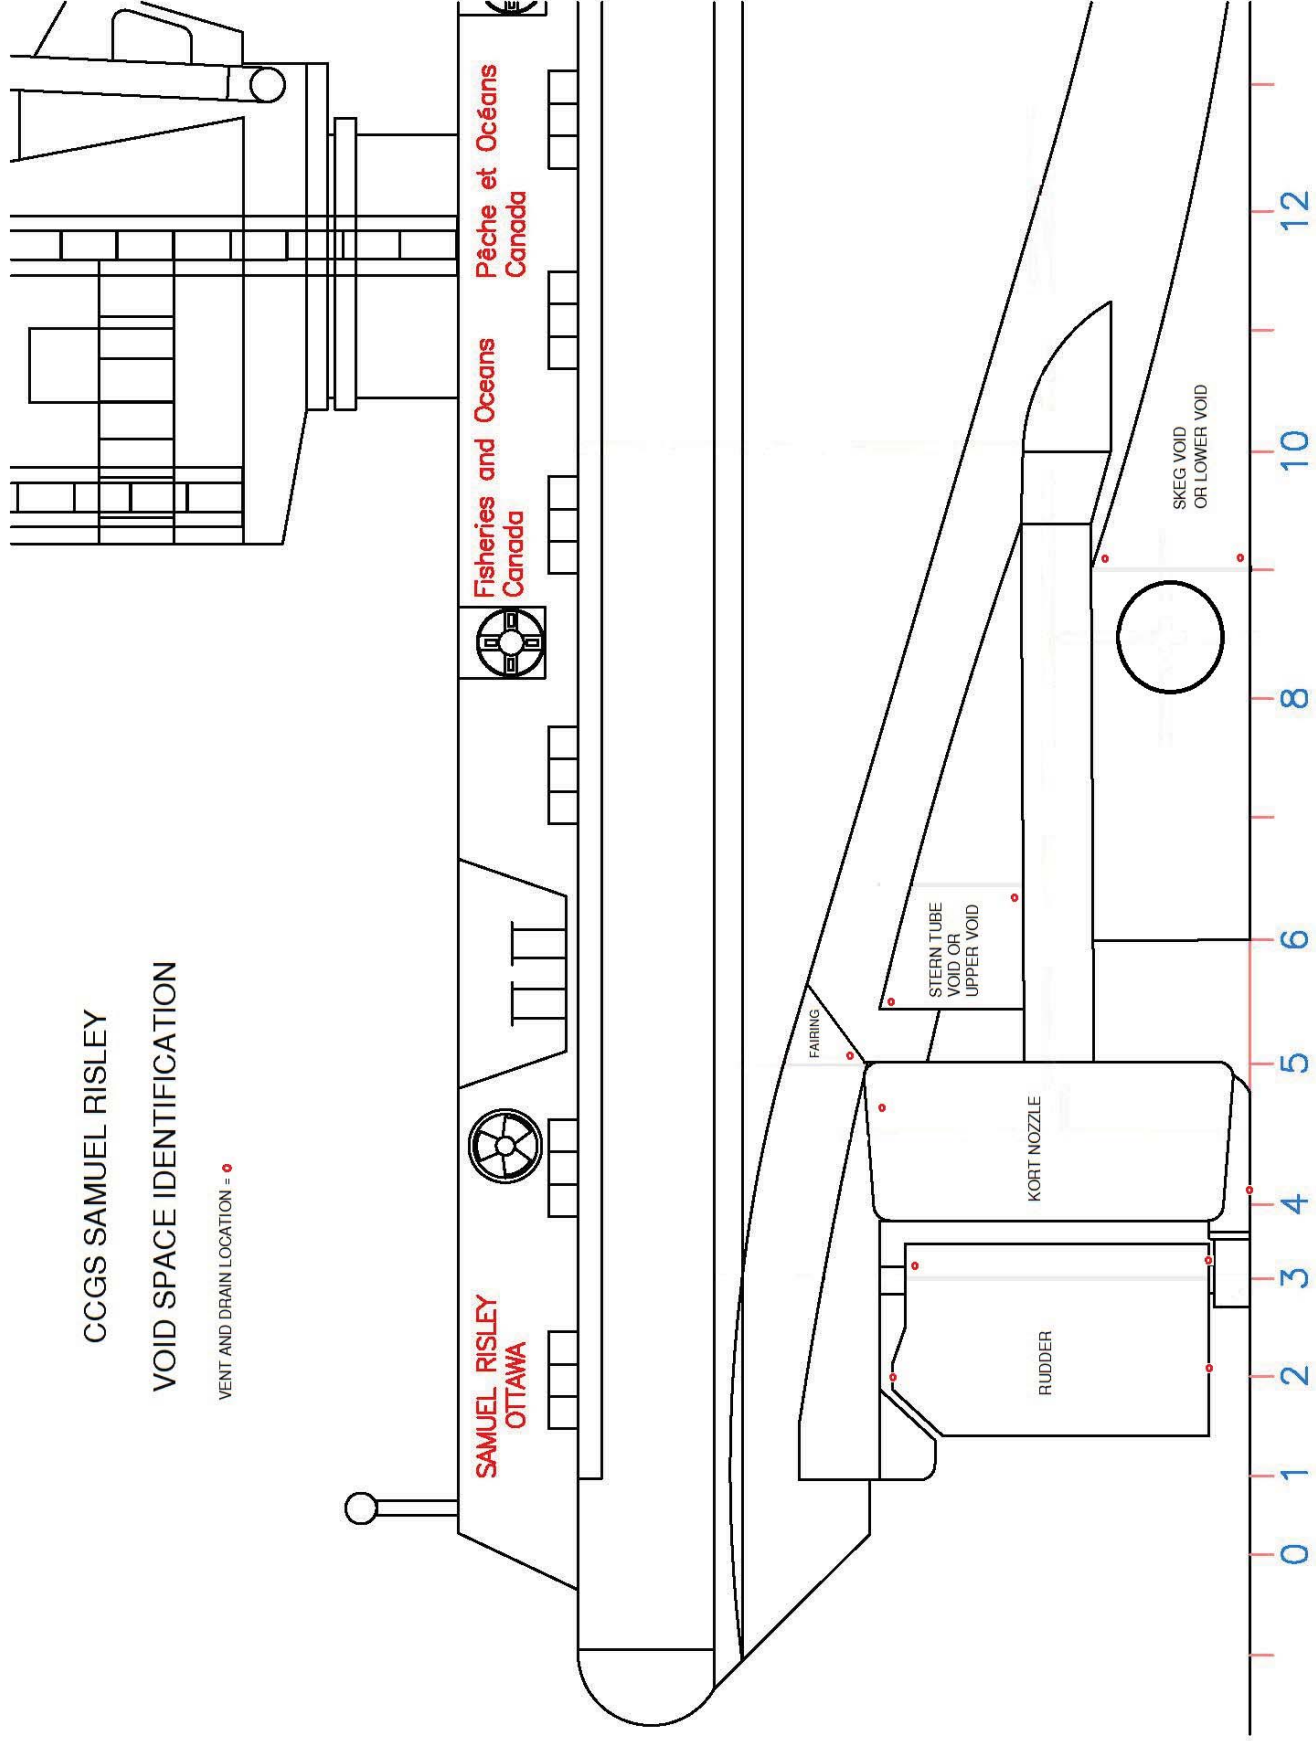 CCGS SAMUEL RISLEY
VOID SPACE IDENTIFICATION
VENT AND DRAIN LOCATION = o
SAMUEL RISLEY
OTTAWA
Fisheries and Oceans
Canada
Pêche et Océans
Canada
FAIRING
STERN TUBE
VOID OR
UPPER VOID
SKEG VOID
OR LOWER VOID
KORT NOZZLE
RUDDER
0 1 2 3 4 5 6 8 10 12